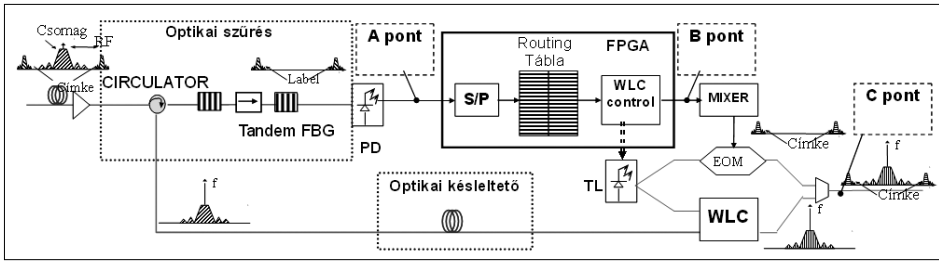 Csomag
RF
Címke
Optikai szűrés
CIRCULATOR
Label
Tandem FBG
PD
A pont
Routing
Tábla
FPGA
S/P
WLC
control
B pont
MIXER
C pont
Címke
EOM
TL
f
Címke
f
Optikai késleltető
WLC
f